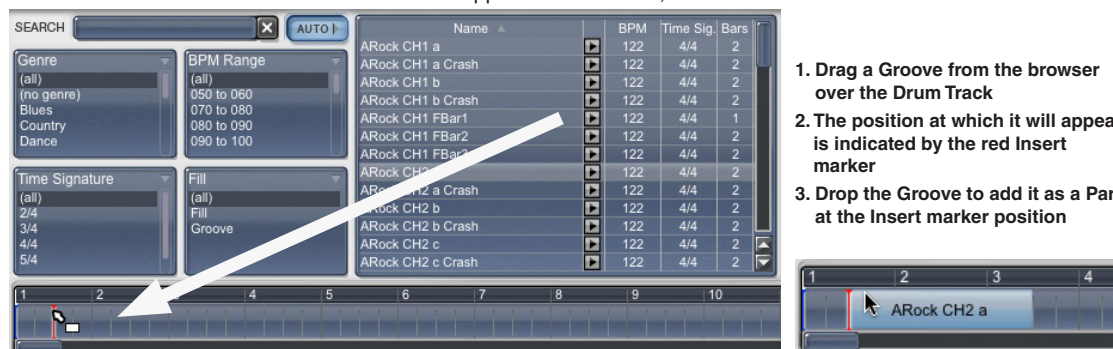 SEARCH AUTO
Name BPM Time Sig. Bars
ARock CH1 a 122 4/4 2
ARock CH1 a Crash 122 4/4 2
ARock CH1 b 122 4/4 2
ARock CH1 b Crash 122 4/4 2
ARock CH1 FBar1 122 4/4 1
ARock CH1 FBar2 122 4/4 2
ARock CH1 122 4/4 2
ARock 122 4/4 2
a Crash 122 4/4 2
CH2 b 122 4/4 2
ARock CH2 b Crash 122 4/4 2
ARock CH2 c 122 4/4 2
ARock CH2 c Crash 122 4/4 2
Genre
(all)
(no genre)
Blues
Country
Dance
BPM Range
(all)
050 to 060
070 to 080
080 to 090
090 to 100
Time Signature
(all)
2/4
3/4
4/4
5/4
Fill
(all)
Fill
Groove
1 2 3 4 5 6 7 8 9 10
1. Drag a Groove from the browser
over the Drum Track
2. The position at which it will appea
is indicated by the red Insert
marker
3. Drop the Groove to add it as a Par
at the Insert marker position
1 2 3 4
ARock CH2 a